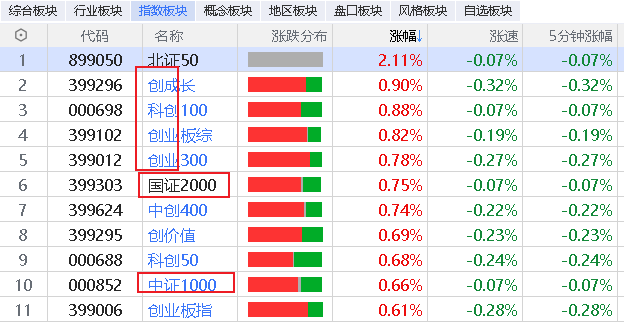 综合板块 行业板块 指数板块 概念板块 地区板块 盘口板块 风格板块 自选板块
代码 名称 涨跌分布 涨幅↓ 涨速 5分钟涨幅
1 899050 北证50 2.11% -0.07% -0.07%
2 399296 创成长 0.90% -0.32% -0.32%
3 000698 科创100 0.88% -0.07% -0.07%
4 399102 创业板综 0.82% -0.19% -0.19%
5 399012 创业300 0.78% -0.27% -0.27%
6 399303 国证2000 0.75% -0.07% -0.07%
7 399624 中创400 0.74% -0.22% -0.22%
8 399295 创价值 0.69% -0.23% -0.23%
9 000688 科创50 0.68% -0.24% -0.24%
10 000852 中证1000 0.66% -0.07% -0.07%
11 399006 创业板指 0.61% -0.28% -0.28%